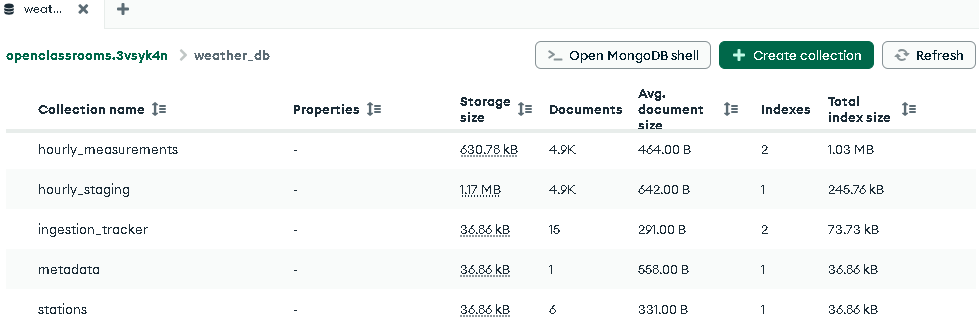 weat...
openclassrooms.3vsyk4n > weather_db
>_ Open MongoDB shell
+ Create collection
Refresh
Collection name Properties Storage size Documents Avg. document size Indexes Total index size
hourly_measurements - 630.78 kB 4.9K 464.00 B 2 1.03 MB
hourly_staging - 1.17 MB 4.9K 642.00 B 1 245.76 kB
ingestion_tracker - 36.86 kB 15 291.00 B 2 73.73 kB
metadata - 36.86 kB 1 558.00 B 1 36.86 kB
stations - 36.86 kB 6 331.00 B 1 36.86 kB